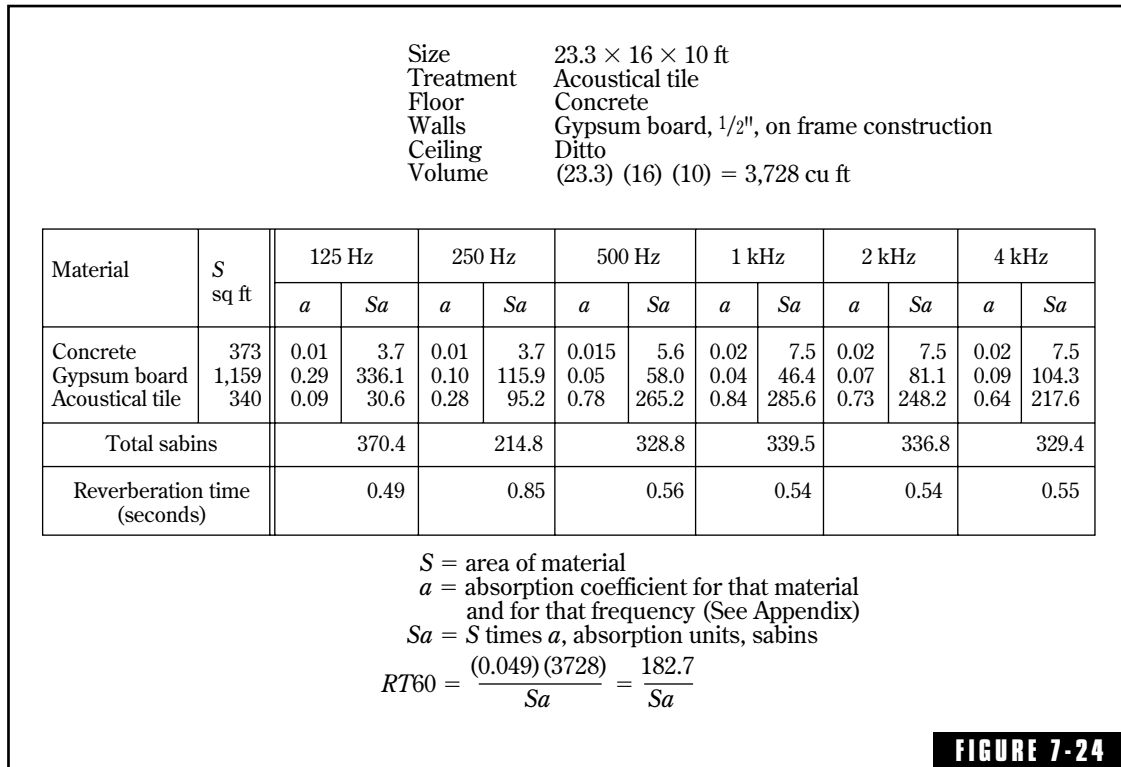 Size 23.3 × 16 × 10 ft
Treatment Acoustical tile
Floor Concrete
Walls Gypsum board, 1/2", on frame construction
Ceiling Ditto
Volume (23.3) (16) (10) = 3,728 cu ft
Material S sq ft 125 Hz 250 Hz 500 Hz 1 kHz 2 kHz 4 kHz
a Sa a Sa a Sa a Sa a Sa a Sa
Concrete 373 0.01 3.7 0.01 3.7 0.015 5.6 0.02 7.5 0.02 7.5 0.02 7.5
Gypsum board 1,159 0.29 336.1 0.10 115.9 0.05 58.0 0.04 46.4 0.07 81.1 0.09 104.3
Acoustical tile 340 0.09 30.6 0.28 95.2 0.78 265.2 0.84 285.6 0.73 248.2 0.64 217.6
Total sabins 370.4 214.8 328.8 339.5 336.8 329.4
Reverberation time (seconds) 0.49 0.85 0.56 0.54 0.54 0.55
S = area of material
a = absorption coefficient for that material
and for that frequency (See Appendix)
Sa = S times a, absorption units, sabins
RT60 = (0.049) (3728) / Sa = 182.7 / Sa
FIGURE 7-24